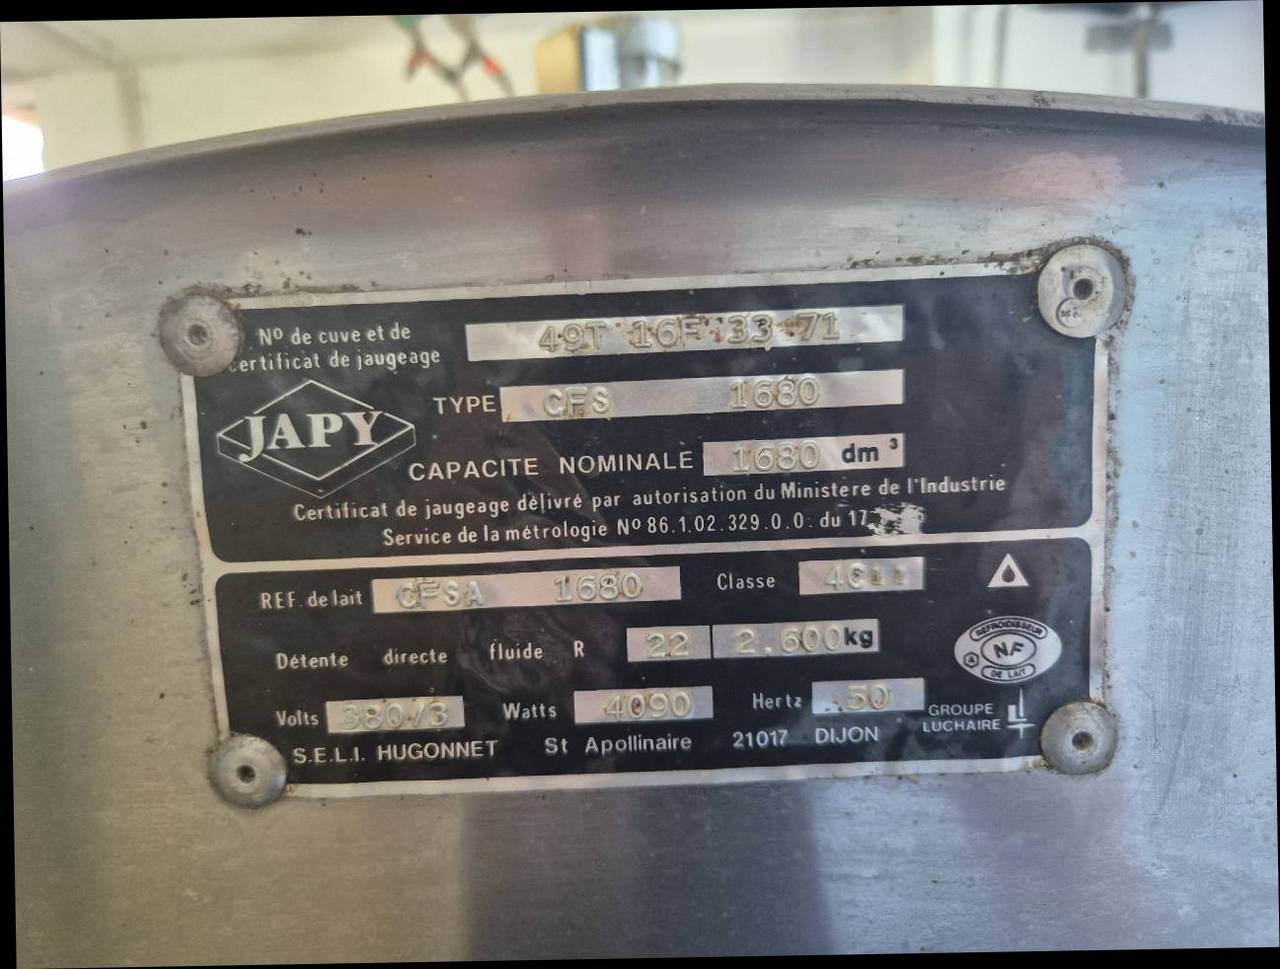 Nº de cuve et de
certificat de jaugeage
49T 16F 33 71
JAPY
TYPE CFS 1680
CAPACITE NOMINALE 1680 dm³
Certificat de jaugeage délivré par autorisation du Ministere de l'Industrie
Service de la métrologie Nº 86.1.02.329.0.0. du 17
REF. de lait CFSA 1680 Classe
Détente directe fluide R 22 2.600 kg
REFROIDISSEUR
NF
DE LAIT
Volts 380/3 Watts 4090 Hertz 50
GROUPE
LUCHAIRE
S.E.L.I. HUGONNET St Apollinaire 21017 DIJON